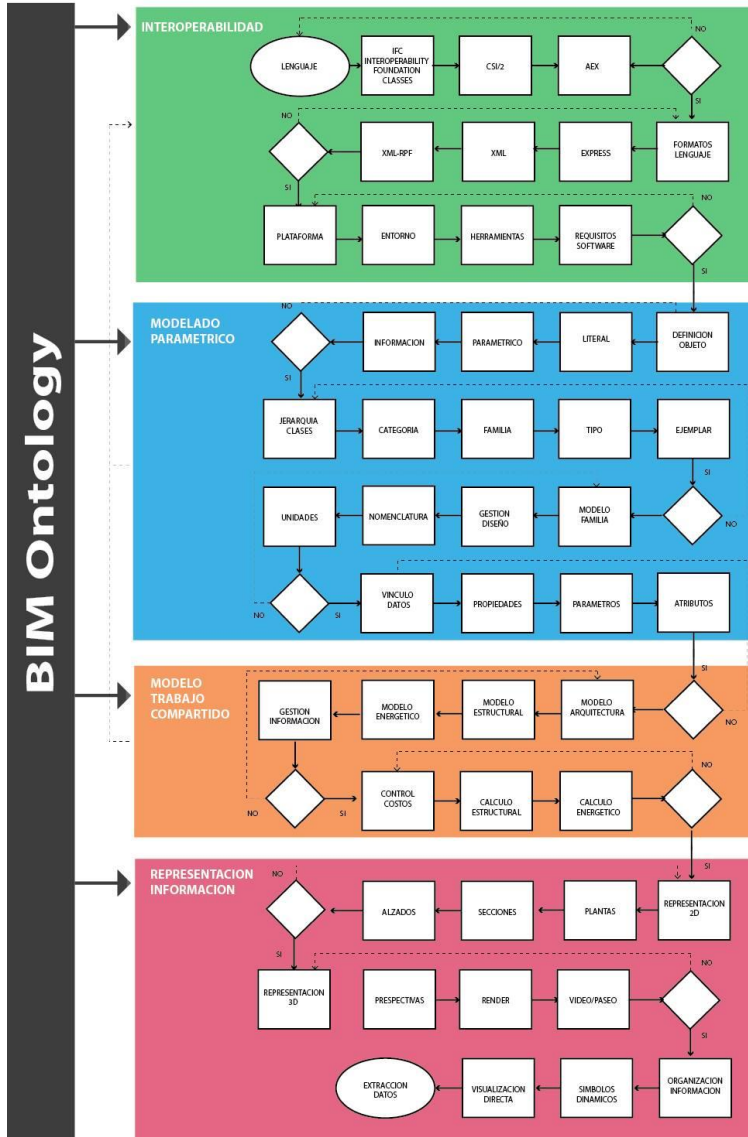 BIM Ontology
INTEROPERABILIDAD
NO
LENGUAJE
IFC
INTEROPERABILITY
FOUNDATION
CLASSES
CSI/2
AEX
SI
NO
XML-RPF
XML
EXPRESS
FORMATOS
LENGUAJE
SI
NO
PLATAFORMA
ENTORNO
HERRAMIENTAS
REQUISITOS
SOFTWARE
SI
MODELADO
PARAMETRICO
NO
INFORMACION
PARAMETRICO
LITERAL
DEFINICION
OBJETO
SI
JERARQUIA
CLASES
CATEGORIA
FAMILIA
TIPO
EJEMPLAR
SI
UNIDADES
NOMENCLATURA
GESTION
DISEÑO
MODELO
FAMILIA
NO
NO
SI
VINCULO
DATOS
PROPIEDADES
PARAMETROS
ATRIBUTOS
SI
MODELO
TRABAJO
COMPARTIDO
GESTION
INFORMACION
MODELO
ENERGETICO
MODELO
ESTRUCTURAL
MODELO
ARQUITECTURA
NO
NO
NO
SI
CONTROL
COSTOS
CALCULO
ESTRUCTURAL
CALCULO
ENERGETICO
SI
REPRESENTACION
INFORMACION
NO
ALZADOS
SECCIONES
PLANTAS
REPRESENTACION
2D
SI
NO
REPRESENTACION
3D
PRESPECTIVAS
RENDER
VIDEO/PASEO
SI
EXTRACCION
DATOS
VISUALIZACION
DIRECTA
SIMBOLOS
DINAMICOS
ORGANIZACION
INFORMACION